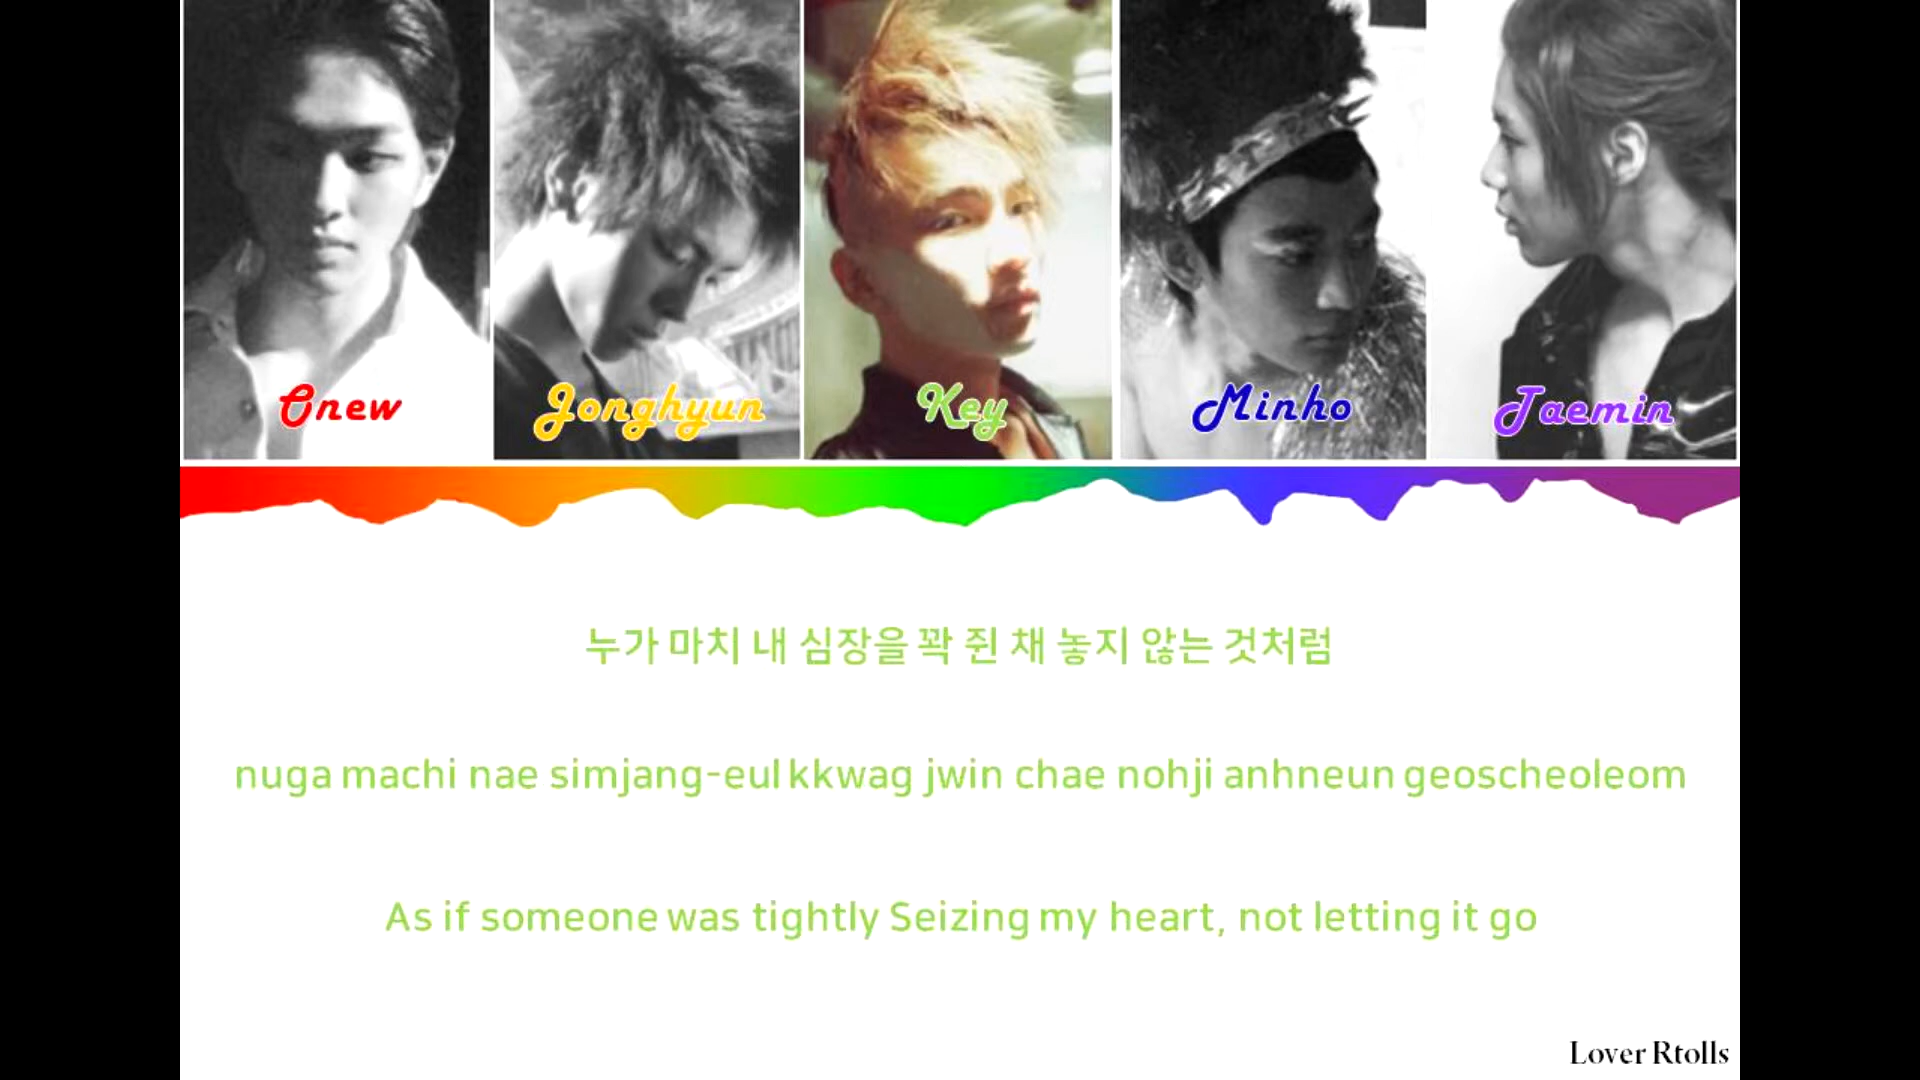 Onew
Jonghyun
Key
Minho
Taemin
누가 마치 내 심장을 꽉 쥔 채 놓지 않는 것처럼
nuga machi nae simjang-eul kkwag jwin chae nohji anhneun geoscheoleom
As if someone was tightly Seizing my heart, not letting it go
Lover Rtolls